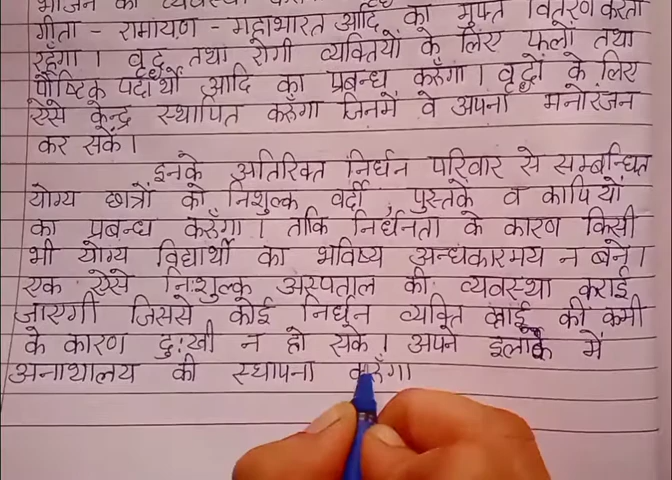 भोजन की व्यवस्था
गीता - रामायण - महाभारत आदि का मुफ्त वितरण करता
रहूँगा । वृद्ध तथा रोगी व्यक्तियों के लिए फलों तथा
पौष्टिक पदार्थों आदि का प्रबन्ध करूँगा । वृद्धों के लिए
ऐसे केन्द्र स्थापित करूँगा जिनमें वे अपना मनोरंजन
कर सकें ।
इनके अतिरिक्त निर्धन परिवार से सम्बन्धित
योग्य छात्रों को निशुल्क वर्दी , पुस्तकें व कापियों
का प्रबन्ध करूँगा । ताकि निर्धनता के कारण किसी
भी योग्य विद्यार्थी का भविष्य अन्धकारमय न बने ।
एक ऐसे निःशुल्क अस्पताल की व्यवस्था कराई
जाएगी जिससे कोई निर्धन व्यक्ति की कमी
के कारण दुःखी न हो सके । अपने इलाके में
अनाथालय की स्थापना करूँगा